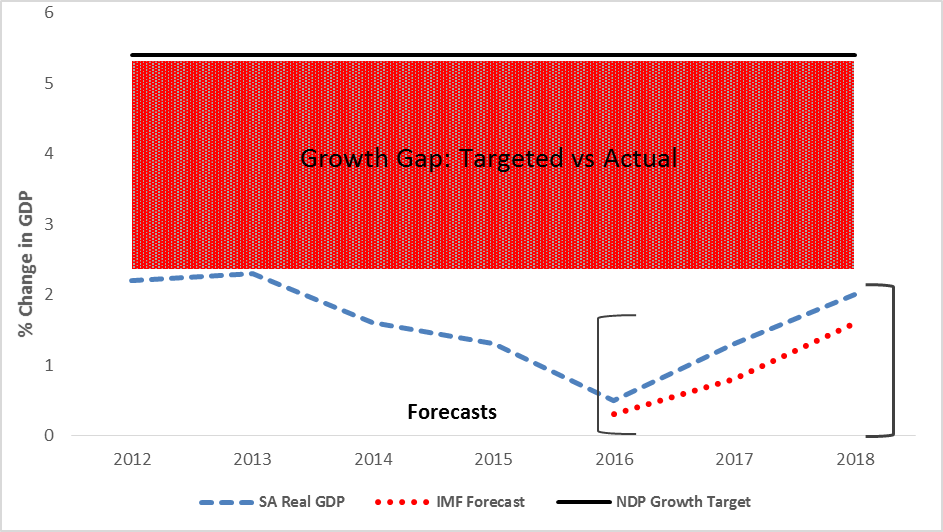 6
5
4
3
2
1
0
% Change in GDP
Growth Gap: Targeted vs Actual
Forecasts
2012 2013 2014 2015 2016 2017 2018
SA Real GDP IMF Forecast NDP Growth Target